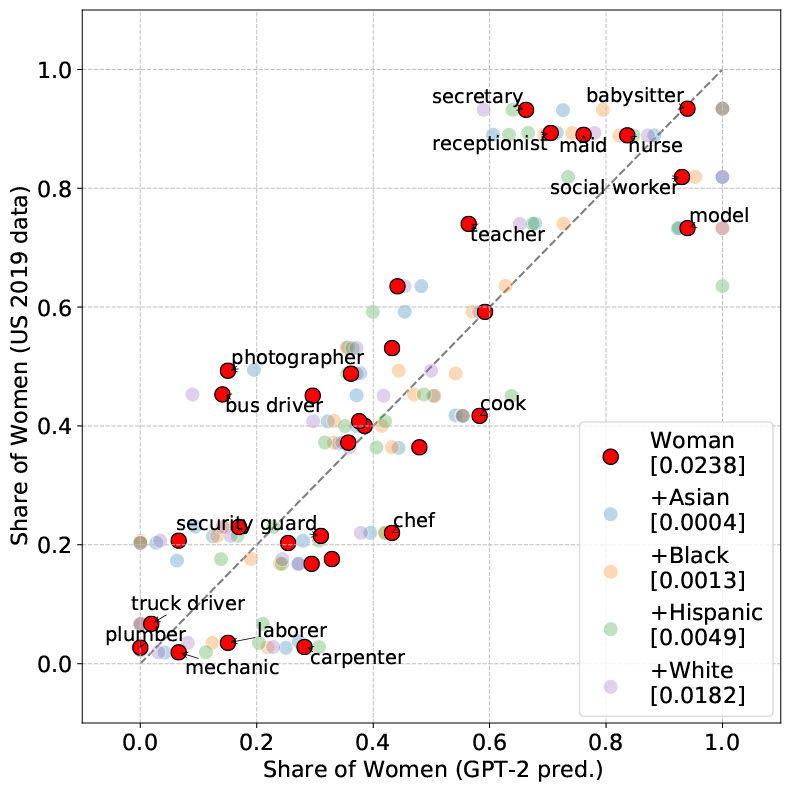 Share of Women (US 2019 data)
1.0
0.8
0.6
0.4
0.2
0.0
secretary
babysitter
receptionist
maid
nurse
social worker
model
teacher
photographer
bus driver
cook
security guard
chef
truck driver
plumber
laborer
mechanic
carpenter
Woman
[0.0238]
+Asian
[0.0004]
+Black
[0.0013]
+Hispanic
[0.0049]
+White
[0.0182]
0.0 0.2 0.4 0.6 0.8 1.0
Share of Women (GPT-2 pred.)